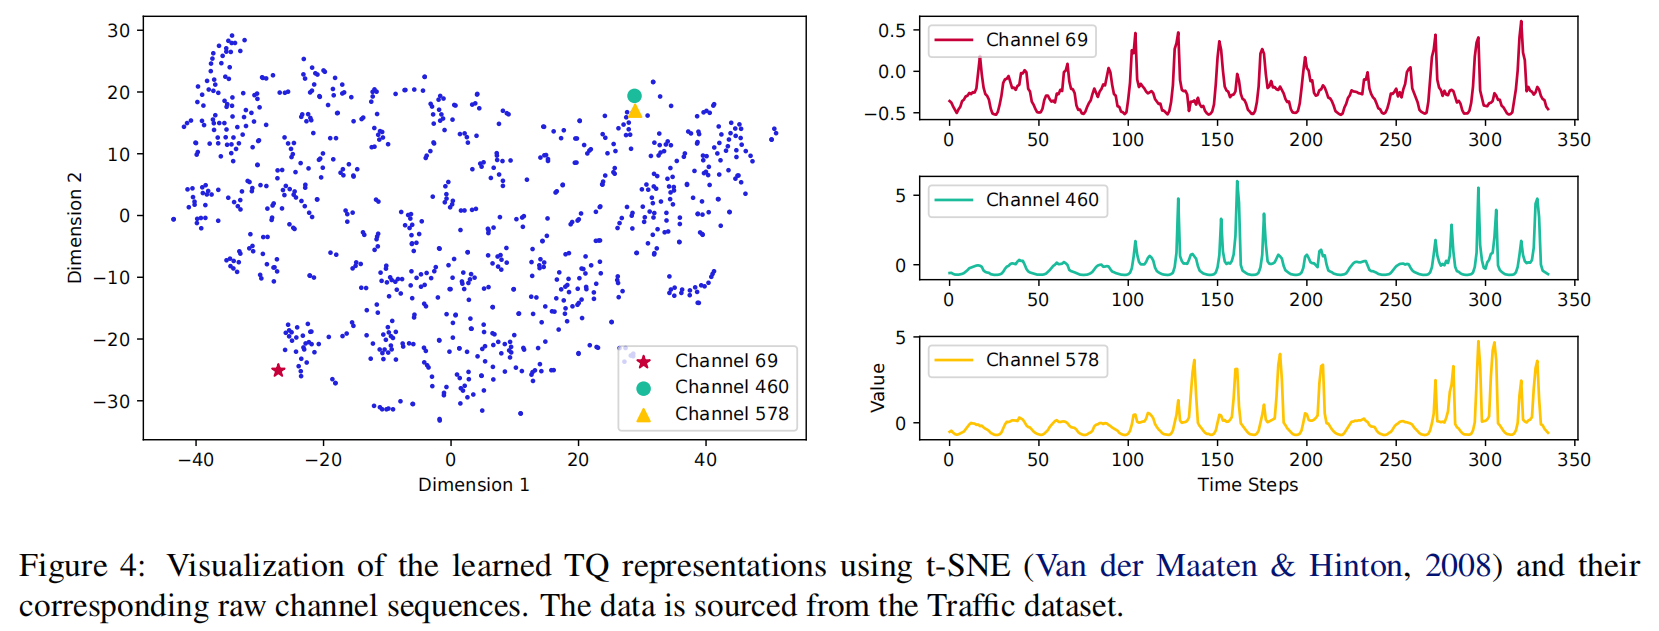 30
20
10
0
−10
−20
−30
Dimension 2
−40
−20
0
20
40
Dimension 1
Channel 69
Channel 460
Channel 578
0.5
0.0
−0.5
Channel 69
0 50 100 150 200 250 300 350
5
0
Channel 460
0 50 100 150 200 250 300 350
5
0
Value
Channel 578
0 50 100 150 200 250 300 350
Time Steps
Figure 4: Visualization of the learned TQ representations using t-SNE (Van der Maaten & Hinton, 2008) and their
corresponding raw channel sequences. The data is sourced from the Traffic dataset.